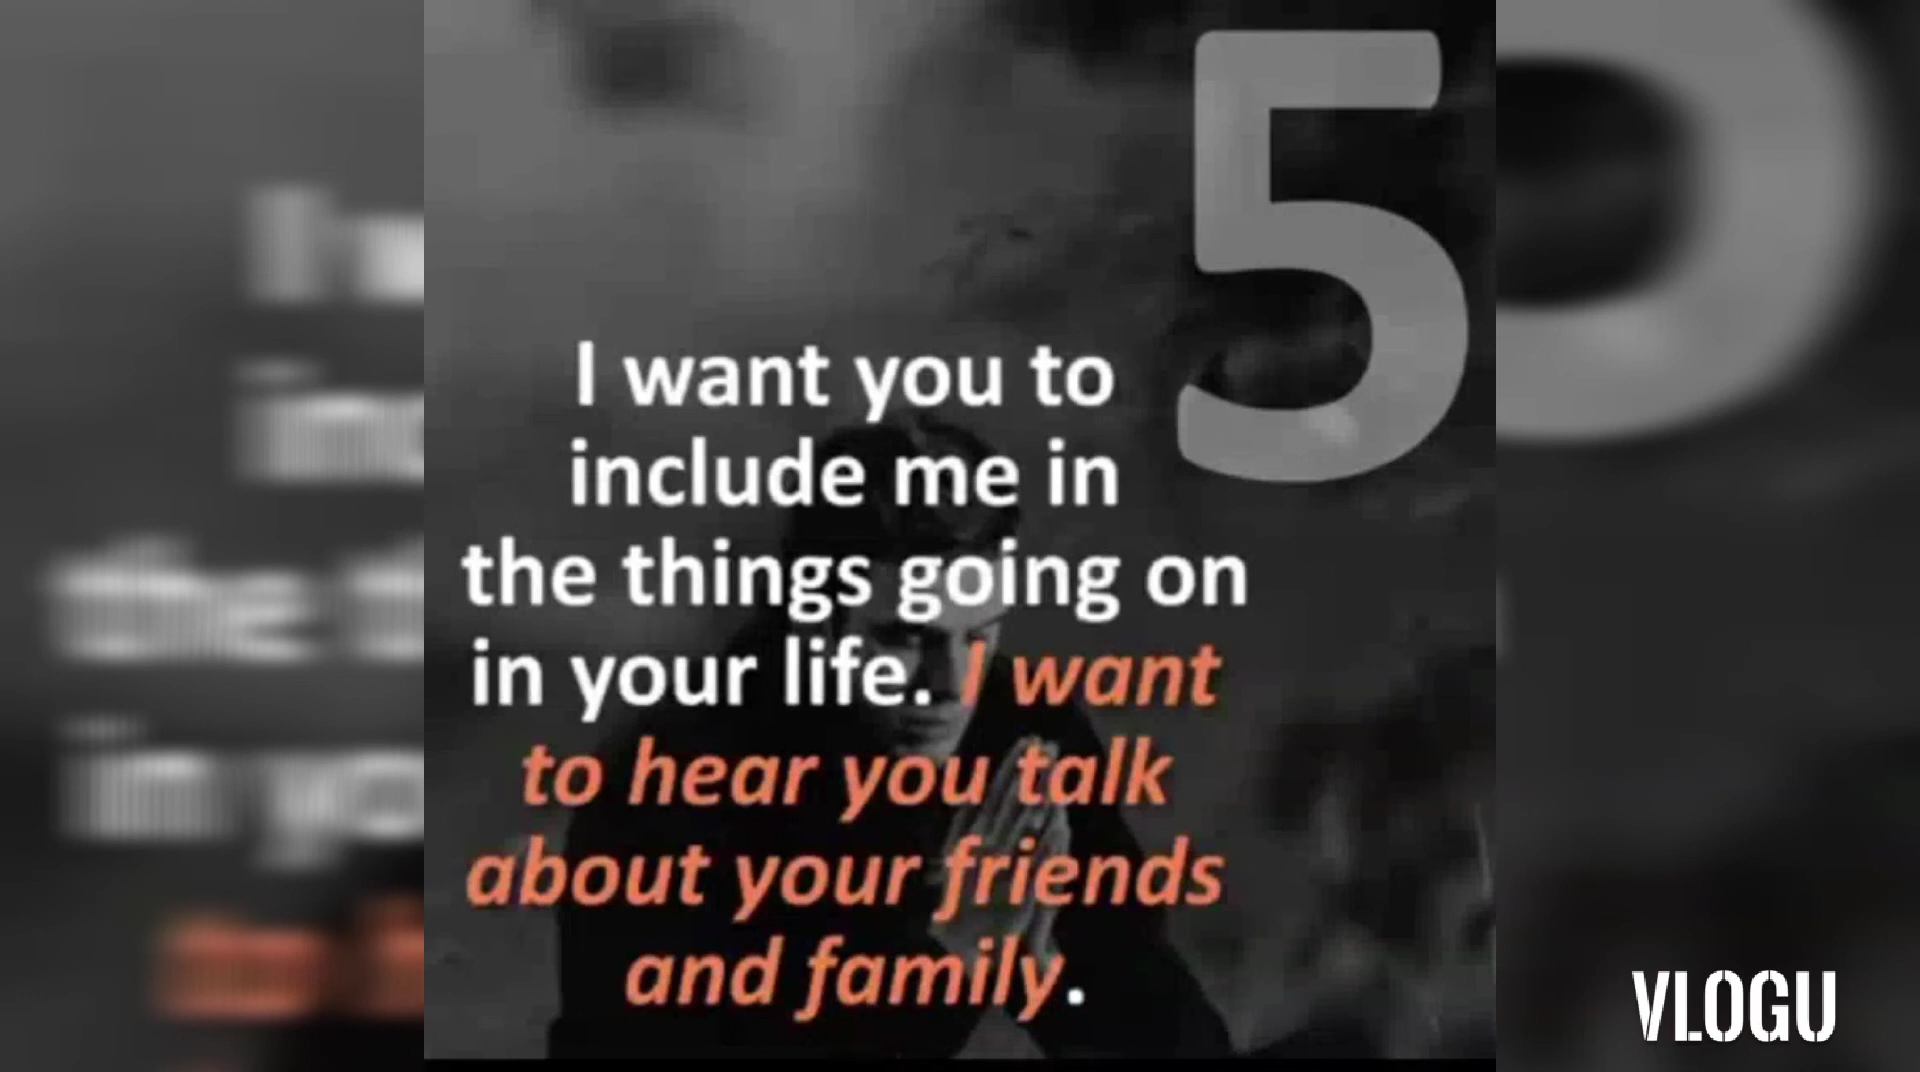 5
I want you to
include me in
the things going on
in your life. I want
to hear you talk
about your friends
and family.
VLOGU